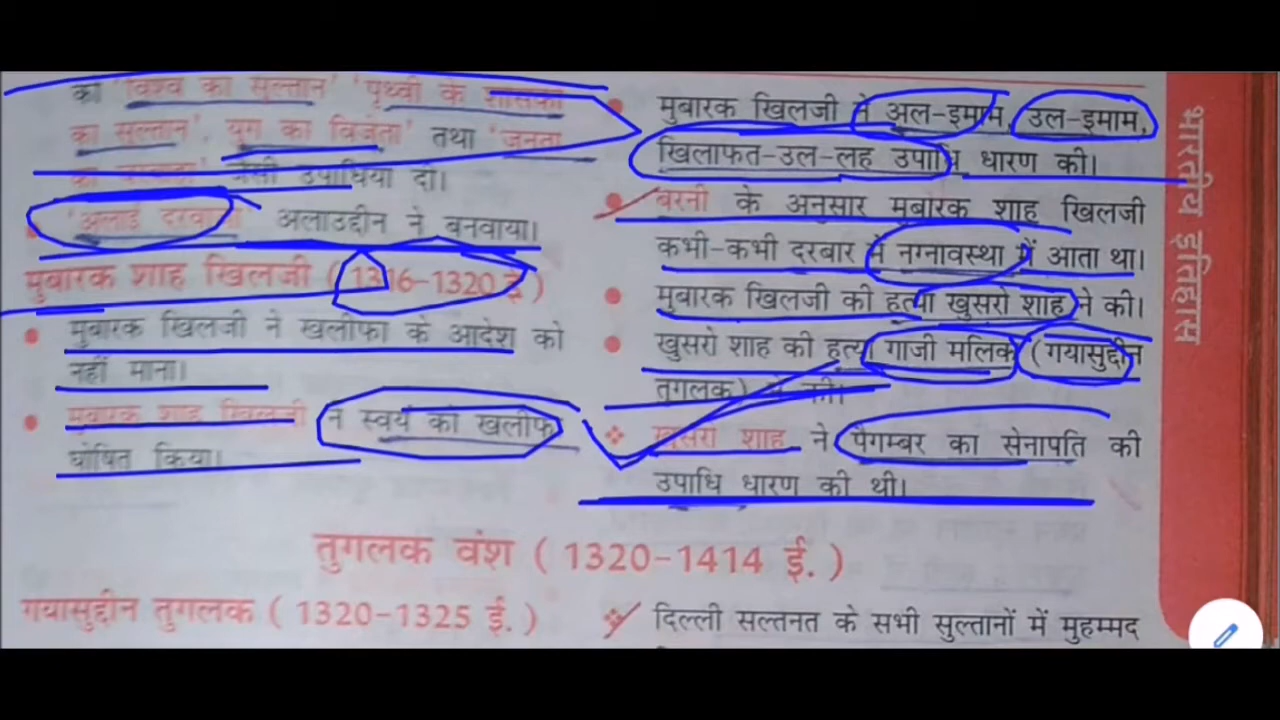 को 'विश्व का सुल्तान' 'पृथ्वी के शासकों
का सुल्तान', 'युग का विजेता' तथा 'जनता
जैसी उपाधियां दी।
'अलाई दरवाजा' अलाउद्दीन ने बनवाया।
मुबारक शाह खिलजी ( 1316-1320 ई )
मुबारक खिलजी ने खलीफा के आदेश को
नहीं माना।
मुबारक शाह खिलजी ने स्वयं को खलीफा
घोषित किया।
मुबारक खिलजी ने अल-इमाम, उल-इमाम,
खिलाफत-उल-लह उपाधि धारण की।
बरनी के अनुसार मुबारक शाह खिलजी
कभी-कभी दरबार में नग्नावस्था में आता था।
मुबारक खिलजी की हत्या खुसरो शाह ने की।
खुसरो शाह की हत्या गाजी मलिक (गयासुद्दीन
तुगलक) ने की।
खुसरो शाह ने पैगम्बर का सेनापति की
उपाधि धारण की थी।
तुगलक वंश ( 1320-1414 ई. )
गयासुद्दीन तुगलक ( 1320-1325 ई. )
दिल्ली सल्तनत के सभी सुल्तानों में मुहम्मद
भारतीय इतिहास